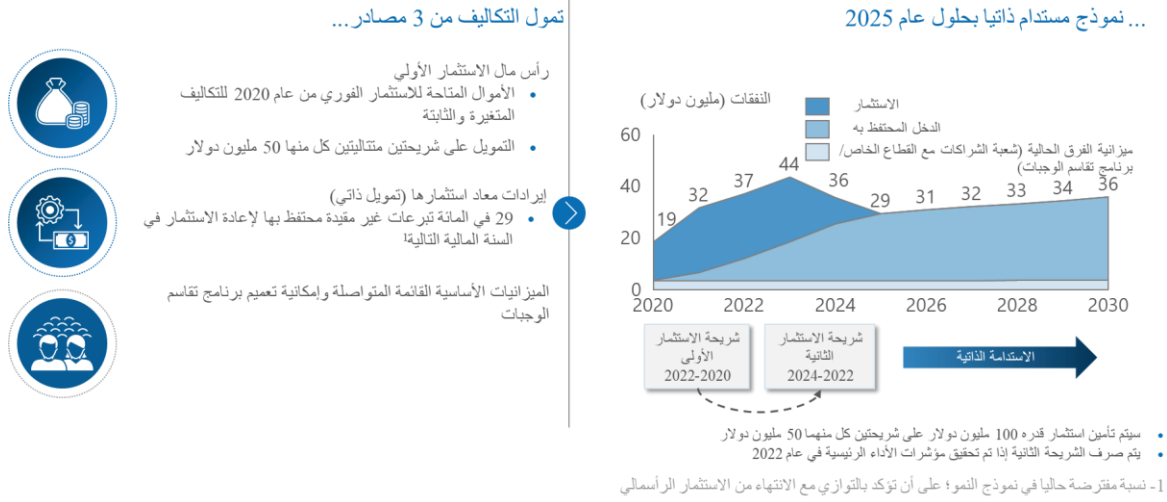 تمول التكاليف من 3 مصادر...
رأس مال الاستثمار الأولي
• الأموال المتاحة للاستثمار الفوري من عام 2020 للتكاليف
المتغيرة والثابتة
• التمويل على شريحتين متتاليتين كل منها 50 مليون دولار
إيرادات معاد استثمارها (تمويل ذاتي)
• 29 في المائة تبرعات غير مقيدة محتفظ بها لإعادة الاستثمار في
السنة المالية التالية¹
الميزانيات الأساسية القائمة المتواصلة وإمكانية تعميم برنامج تقاسم
الوجبات
... نموذج مستدام ذاتيا بحلول عام 2025
النفقات (مليون دولار)
الاستثمار
الدخل المحتفظ به
ميزانية الفرق الحالية (شعبة الشراكات مع القطاع الخاص/
برنامج تقاسم الوجبات)
60
40
20
0
19 32 37 44 36 29 31 32 33 34 36
2020 2022 2024 2026 2028 2030
شريحة الاستثمار
الأولى
2022-2020
شريحة الاستثمار
الثانية
2024-2022
الاستدامة الذاتية
• سيتم تأمين استثمار قدره 100 مليون دولار على شريحتين كل منهما 50 مليون دولار
• يتم صرف الشريحة الثانية إذا تم تحقيق مؤشرات الأداء الرئيسية في عام 2022
1- نسبة مفترضة حاليا في نموذج النمو؛ على أن تؤكد بالتوازي مع الانتهاء من الاستثمار الرأسمالي